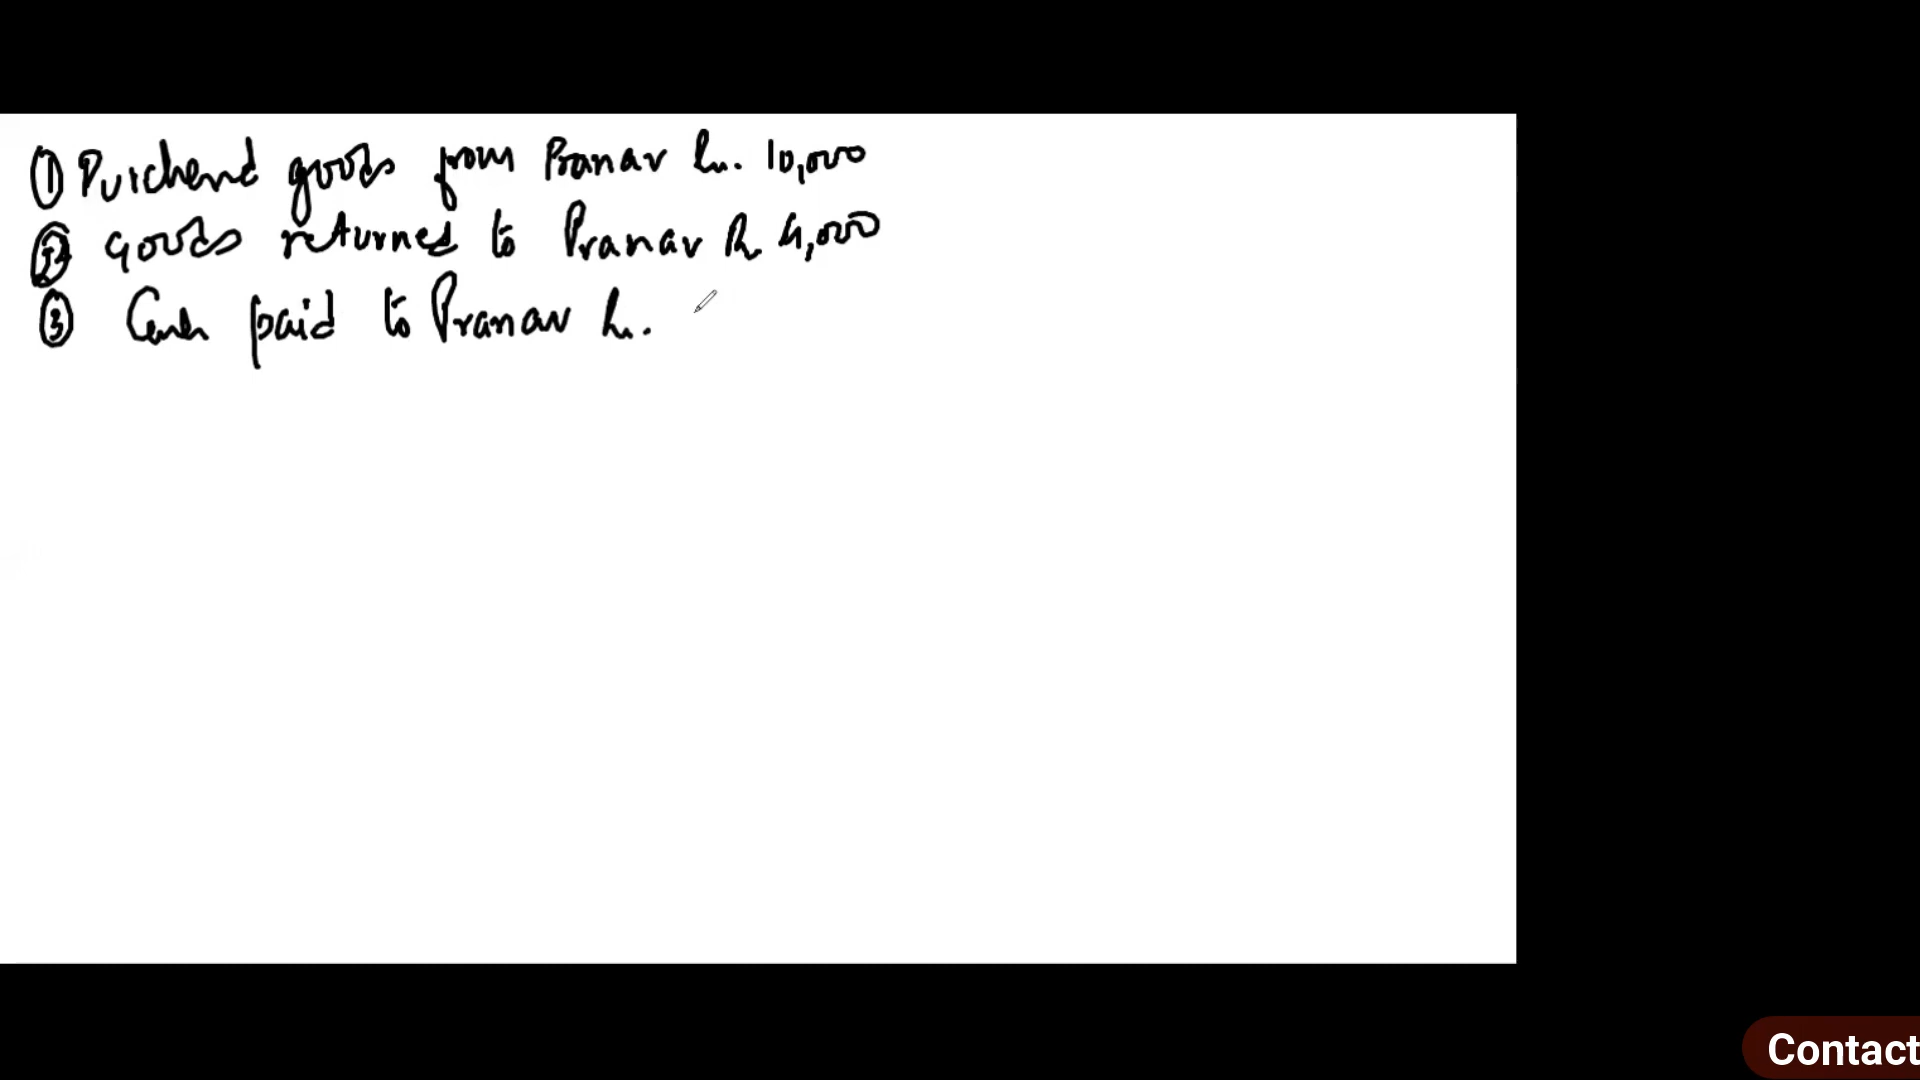 ① Purchased goods from Pranav Rs. 10,000
② Goods returned to Pranav Rs. 4,000
③ Cash paid to Pranav Rs.
Contact